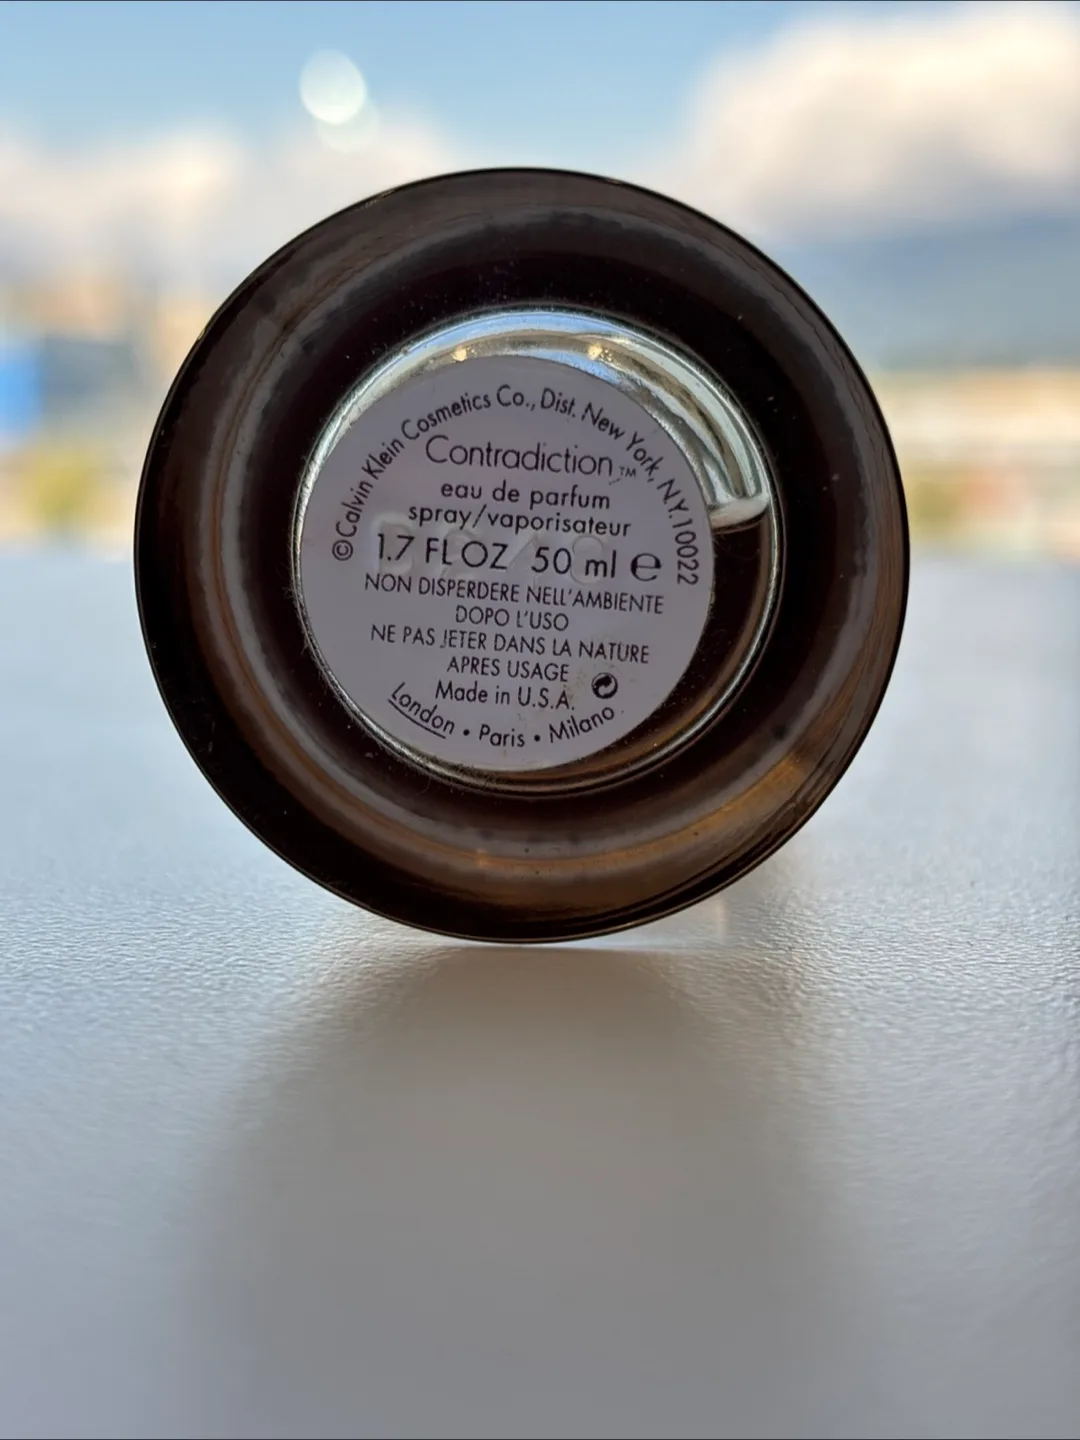 ©Calvin Klein Cosmetics Co., Dist. New York, N.Y.10022
Contradiction™
eau de parfum
spray/vaporisateur
1.7 FL OZ 50 ml ℮
NON DISPERDERE NELL'AMBIENTE
DOPO L'USO
NE PAS JETER DANS LA NATURE
APRES USAGE
Made in U.S.A.
London • Paris • Milano